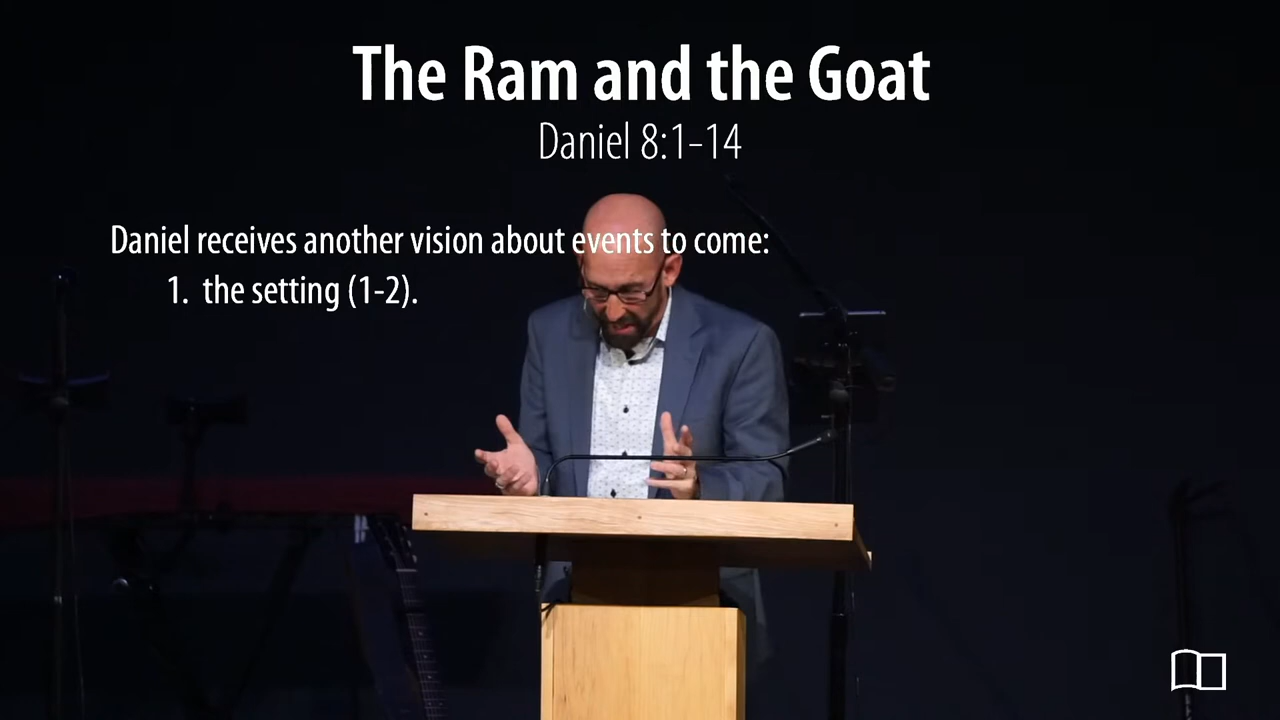 The Ram and the Goat
Daniel 8:1–14
Daniel receives another vision about events to come:
1. the setting (1-2).